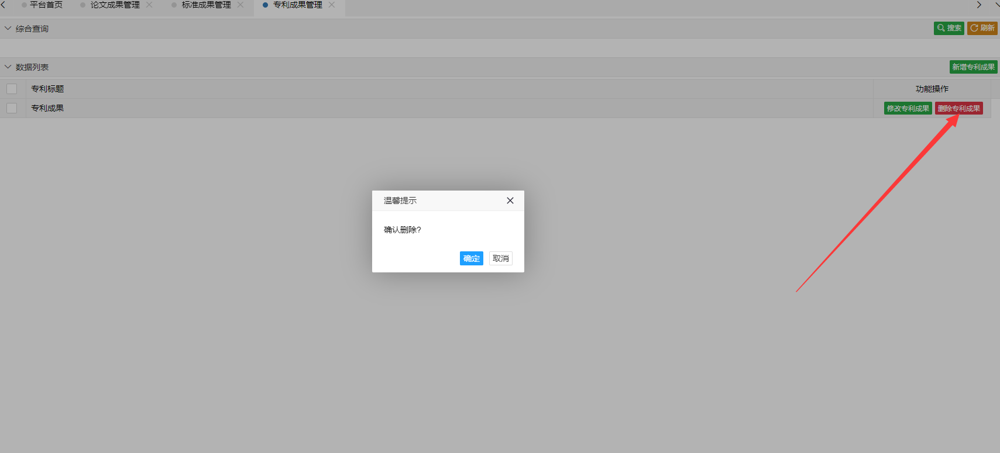 平台首页 论文成果管理 标准成果管理 专利成果管理
综合查询 搜索 刷新
数据列表 新增专利成果
专利标题 功能操作
专利成果 修改专利成果 删除专利成果
温馨提示
确认删除?
确定 取消